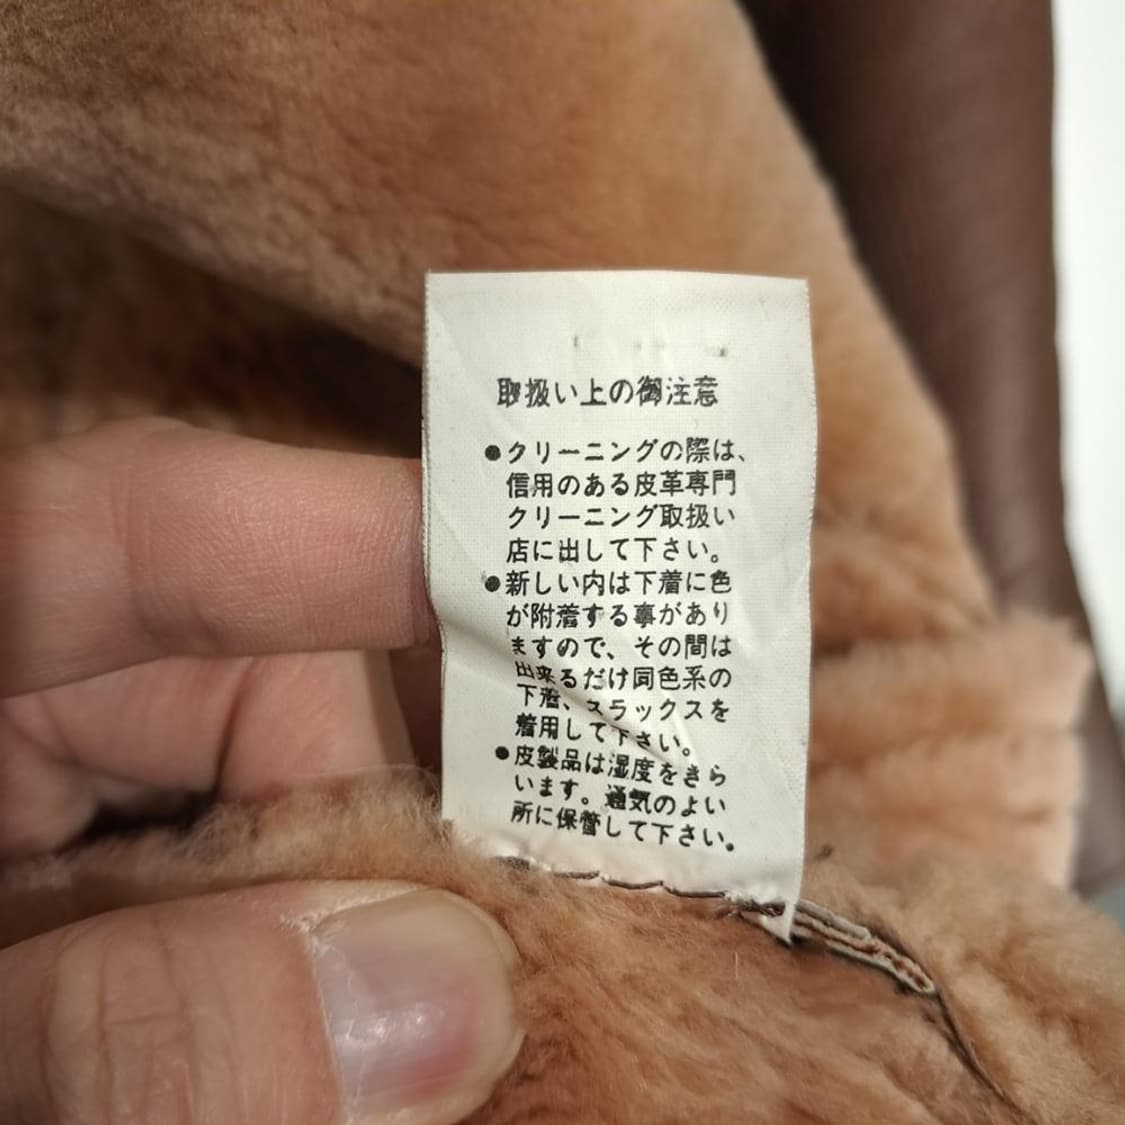 取扱い上の御注意
●クリーニングの際は、
信用のある皮革専門
クリーニング取扱い
店に出して下さい。
●新しい内は下着に色
が附着する事があり
ますので、その間は
出来るだけ同色系の
下着、スラックスを
着用して下さい。
●皮製品は湿度をきら
います。通気のよい
所に保管して下さい。